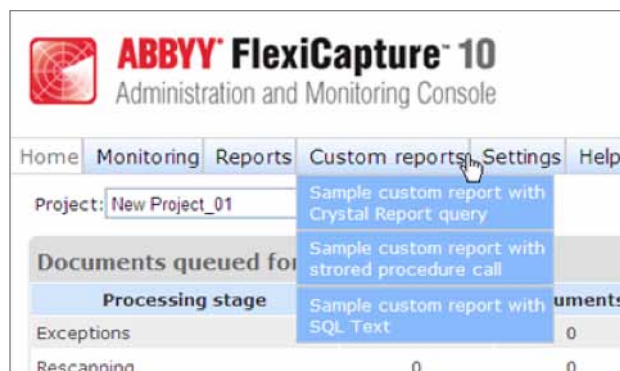 ABBYY® FlexiCapture™ 10
Administration and Monitoring Console
Home Monitoring Reports Custom reports Settings Help
Project: New Project_01
Sample custom report with
Crystal Report query
Documents queued for
Sample custom report with
strored procedure call
Processing stage
Sample custom report with
SQL Text
uments
Exceptions 0
Rescanning 0 0